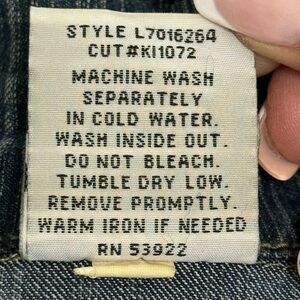 STYLE L7016264
CUT#KI1072
MACHINE WASH
SEPARATELY
IN COLD WATER.
WASH INSIDE OUT.
DO NOT BLEACH.
TUMBLE DRY LOW.
REMOVE PROMPTLY.
WARM IRON IF NEEDED
RN 53922